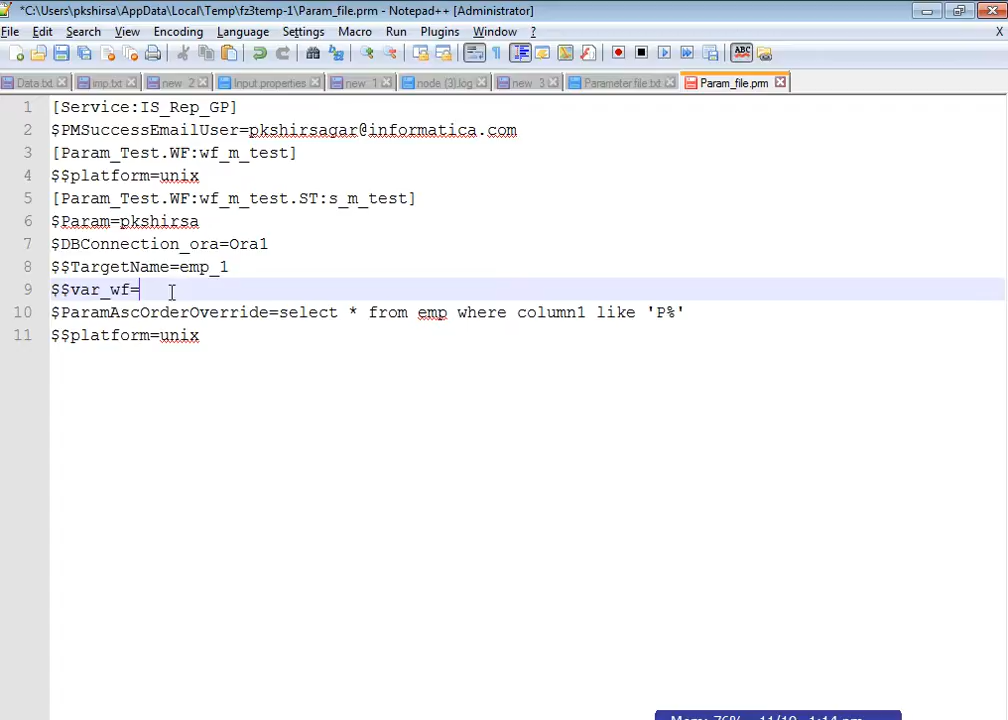 *C:\Users\pkshirsa\AppData\Local\Temp\fz3temp-1\Param_file.prm - Notepad++ [Administrator]
File Edit Search View Encoding Language Settings Macro Run Plugins Window ? X
ABC
Data.txt imp.txt new 2 Input properties new 1 node (3).log new 3 Parameter file.txt Param_file.prm
1 [Service:IS_Rep_GP]
2 $PMSuccessEmailUser=pkshirsagar@informatica.com
3 [Param_Test.WF:wf_m_test]
4 $$platform=unix
5 [Param_Test.WF:wf_m_test.ST:s_m_test]
6 $Param=pkshirsa
7 $DBConnection_ora=Ora1
8 $$TargetName=emp_1
9 $$var_wf=
10 $ParamAscOrderOverride=select * from emp where column1 like 'P%'
11 $$platform=unix